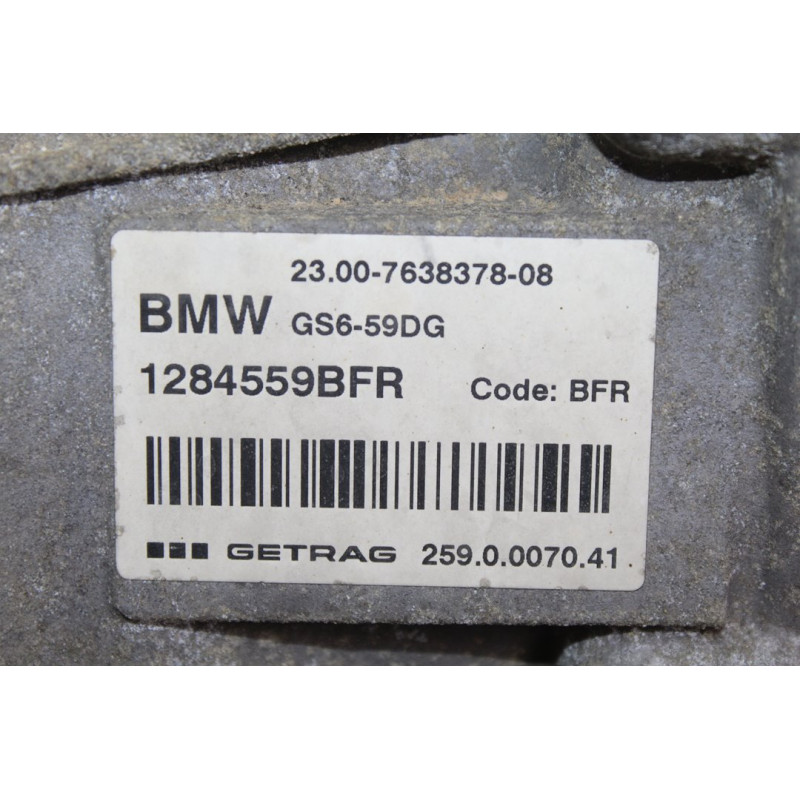 23.00-7638378-08
BMW GS6-59DG
1284559BFR Code: BFR
GETRAG 259.0.0070.41